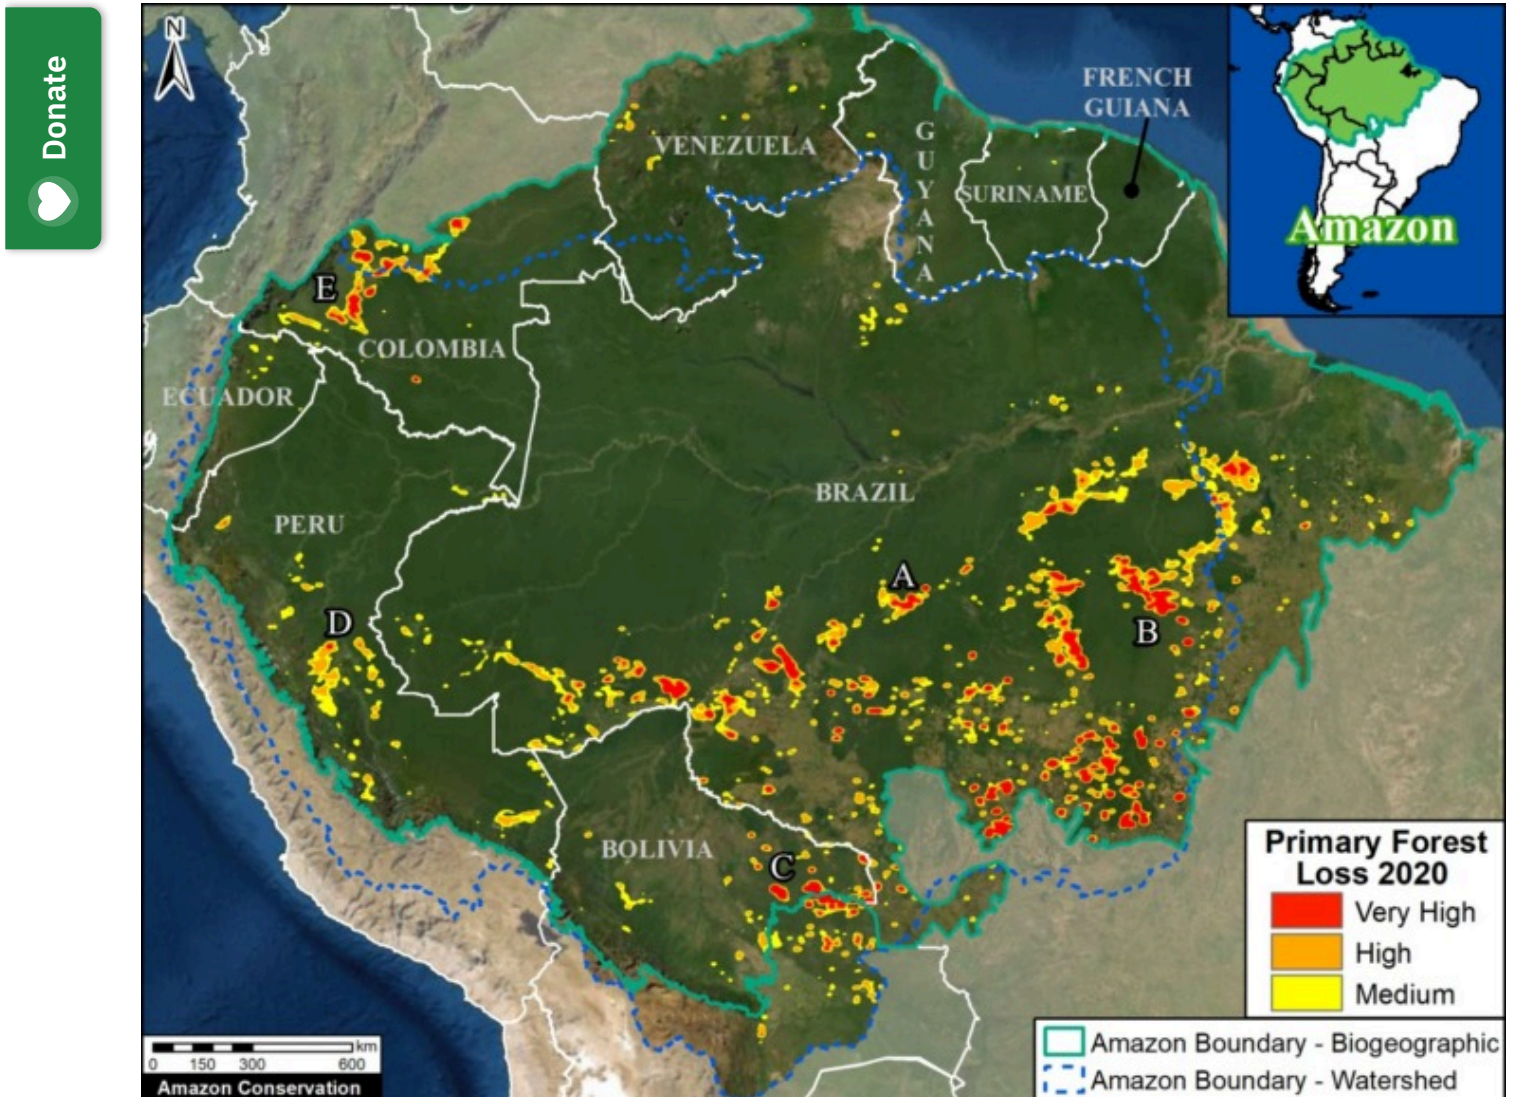 Donate
N
VENEZUELA
GUYANA
SURINAME
FRENCH
GUIANA
Amazon
E
COLOMBIA
ECUADOR
PERU
BRAZIL
A
D
B
BOLIVIA
C
Primary Forest
Loss 2020
Very High
High
Medium
Amazon Boundary - Biogeographic
Amazon Boundary - Watershed
km
0 150 300 600
Amazon Conservation